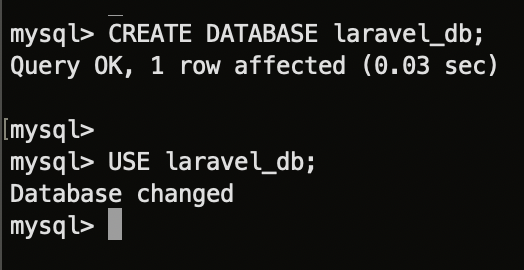 mysql> CREATE DATABASE laravel_db;
Query OK, 1 row affected (0.03 sec)
[mysql>
mysql> USE laravel_db;
Database changed
mysql>